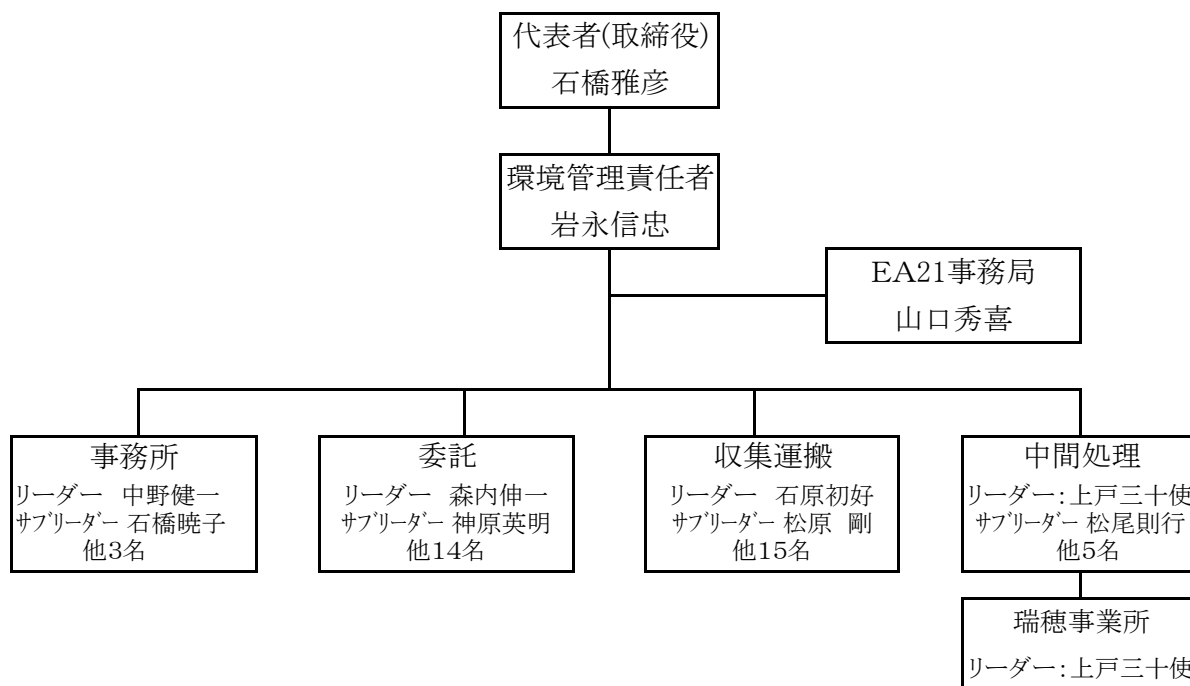 代表者(取締役)
石橋雅彦
環境管理責任者
岩永信忠
EA21事務局
山口秀喜
事務所
リーダー 中野健一
サブリーダー 石橋暁子
他3名
委託
リーダー 森内伸一
サブリーダー 神原英明
他14名
収集運搬
リーダー 石原初好
サブリーダー 松原 剛
他15名
中間処理
リーダー:上戸三十使
サブリーダー 松尾則行
他5名
瑞穂事業所
リーダー:上戸三十使